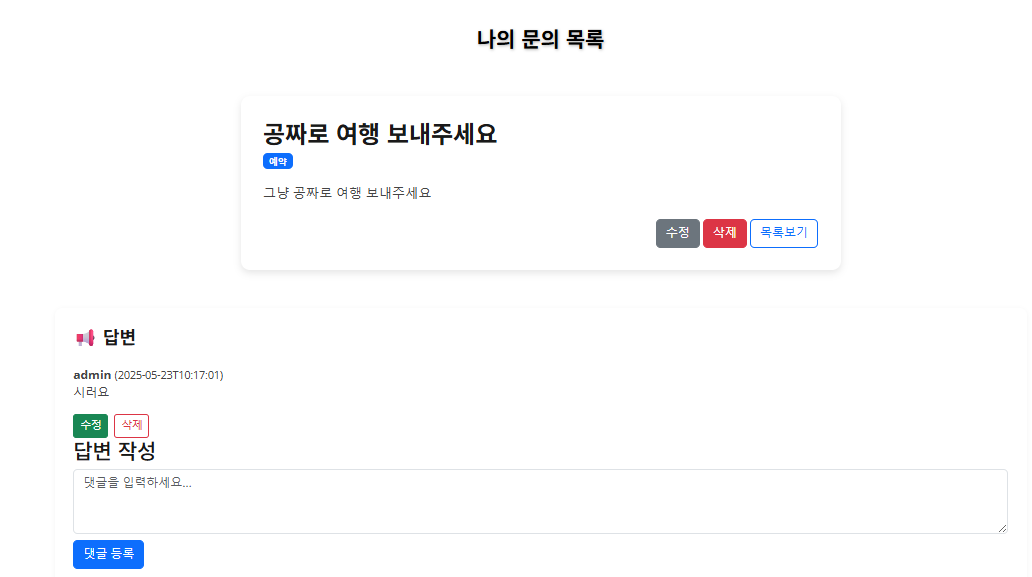 나의 문의 목록
공짜로 여행 보내주세요
예약
그냥 공짜로 여행 보내주세요
수정 삭제 목록보기
답변
admin (2025-05-23T10:17:01)
시러요
수정 삭제
답변 작성
댓글을 입력하세요...
댓글 등록